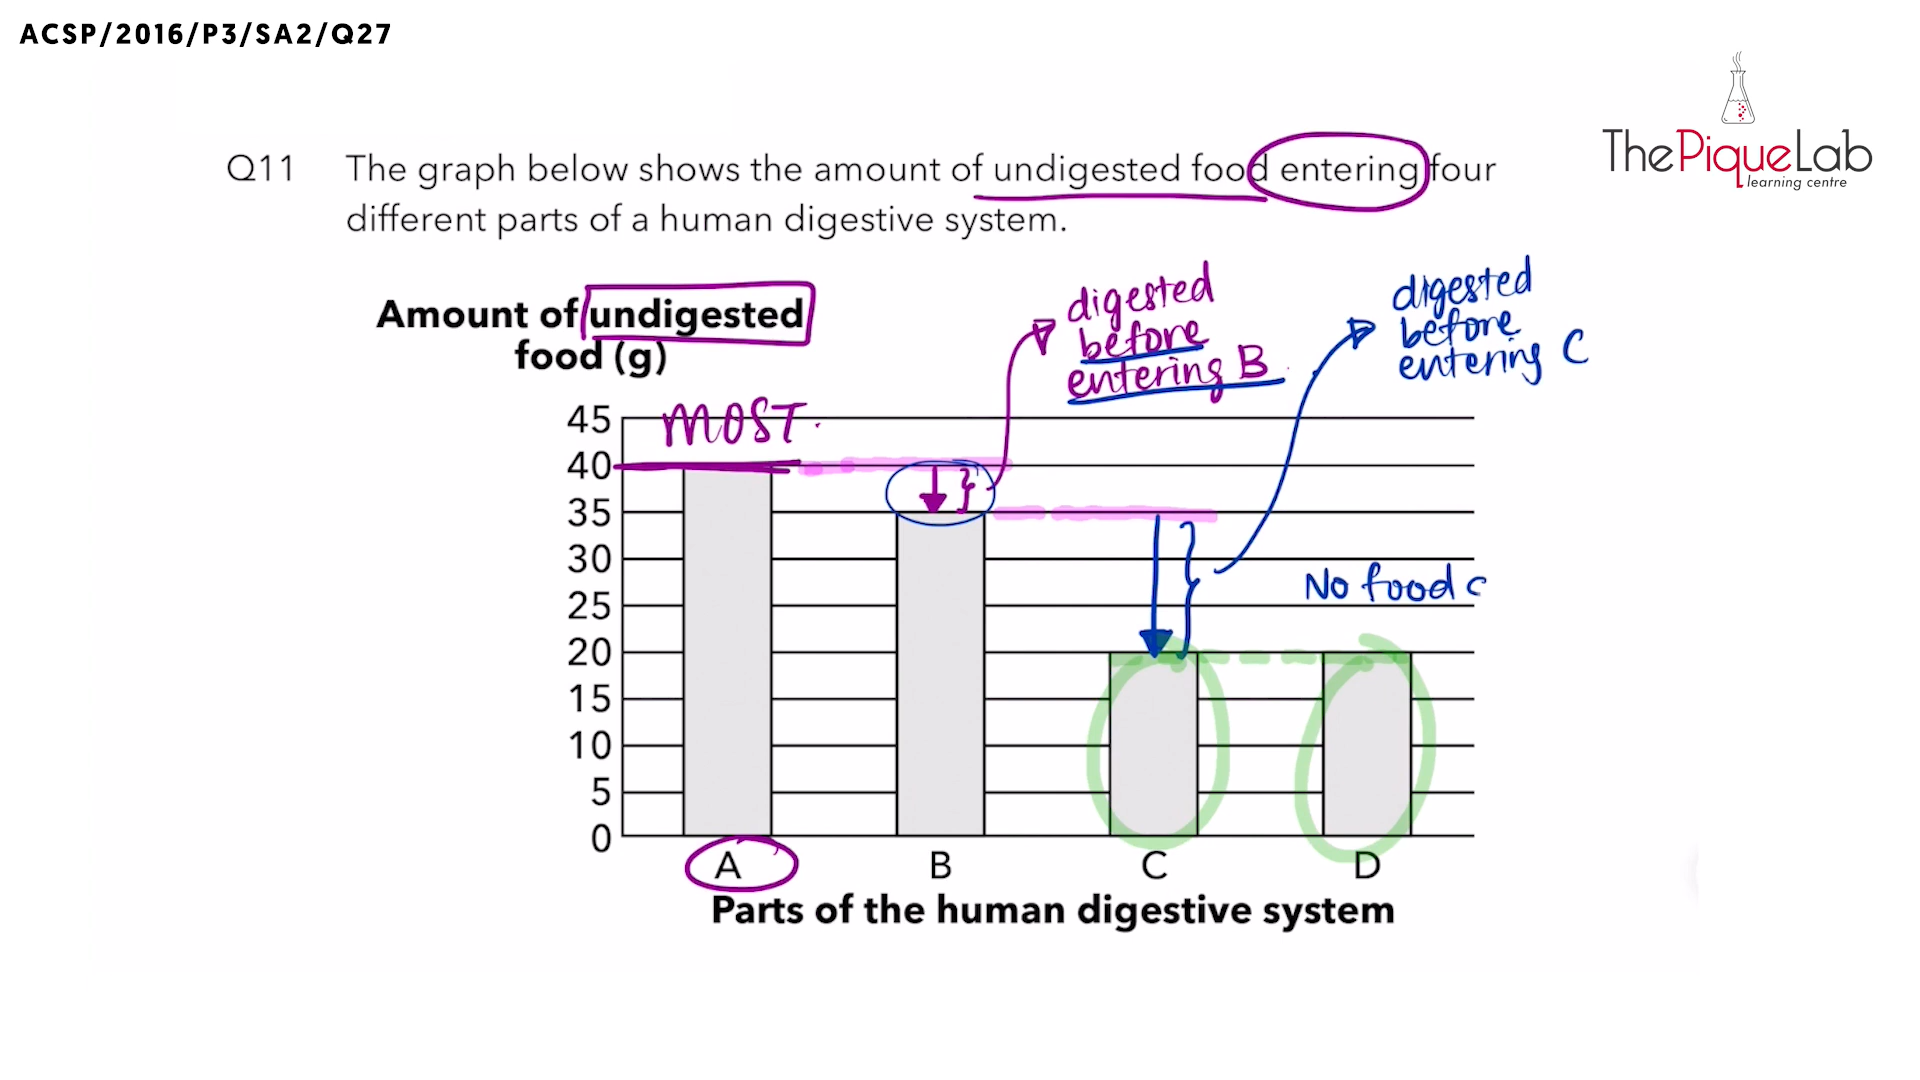 ACSP/2016/P3/SA2/Q27
ThePiqueLab
learning centre
Q11 The graph below shows the amount of undigested food entering four
different parts of a human digestive system.
Amount of undigested
food (g)
digested
before
entering B
digested
before
entering C
MOST.
45
40
35
30
25
20
15
10
5
0
No food c
A B C D
Parts of the human digestive system